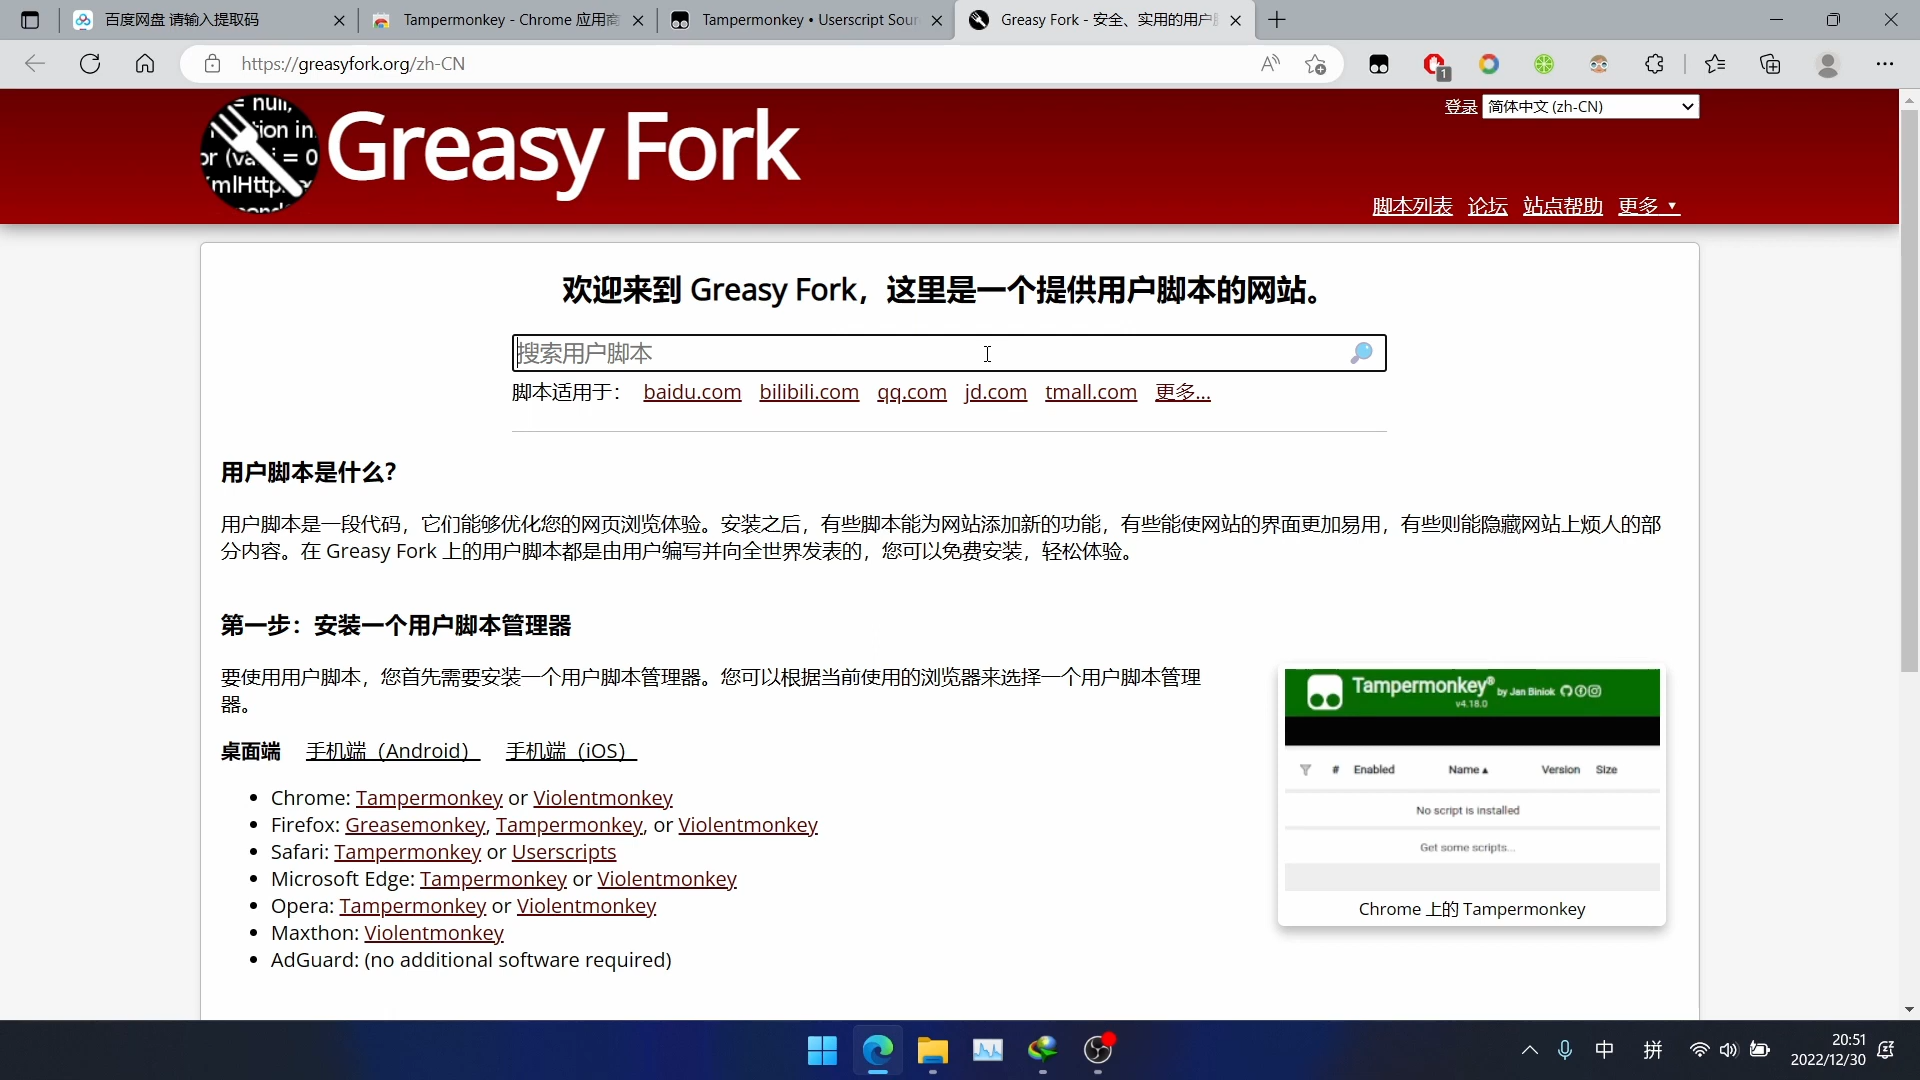 百度网盘 请输入提取码
Tampermonkey - Chrome 应用商
Tampermonkey • Userscript Sour
Greasy Fork - 安全、实用的用户
https://greasyfork.org/zh-CN
1
= null,
tion in
or (var i = 0
mlHttp
Greasy Fork
登录 简体中文 (zh-CN)
脚本列表 论坛 站点帮助 更多 ▼
欢迎来到 Greasy Fork，这里是一个提供用户脚本的网站。
搜索用户脚本
脚本适用于： baidu.com bilibili.com qq.com jd.com tmall.com 更多...
用户脚本是什么？
用户脚本是一段代码，它们能够优化您的网页浏览体验。安装之后，有些脚本能为网站添加新的功能，有些能使网站的界面更加易用，有些则能隐藏网站上烦人的部
分内容。在 Greasy Fork 上的用户脚本都是由用户编写并向全世界发表的，您可以免费安装，轻松体验。
第一步：安装一个用户脚本管理器
要使用用户脚本，您首先需要安装一个用户脚本管理器。您可以根据当前使用的浏览器来选择一个用户脚本管理
器。
桌面端 手机端（Android） 手机端（iOS）
• Chrome: Tampermonkey or Violentmonkey
• Firefox: Greasemonkey, Tampermonkey, or Violentmonkey
• Safari: Tampermonkey or Userscripts
• Microsoft Edge: Tampermonkey or Violentmonkey
• Opera: Tampermonkey or Violentmonkey
• Maxthon: Violentmonkey
• AdGuard: (no additional software required)
Tampermonkey® by Jan Biniok
v4.18.0
# Enabled Name ▲ Version Size
No script is installed
Get some scripts...
Chrome 上的 Tampermonkey
中 拼
20:51
2022/12/30